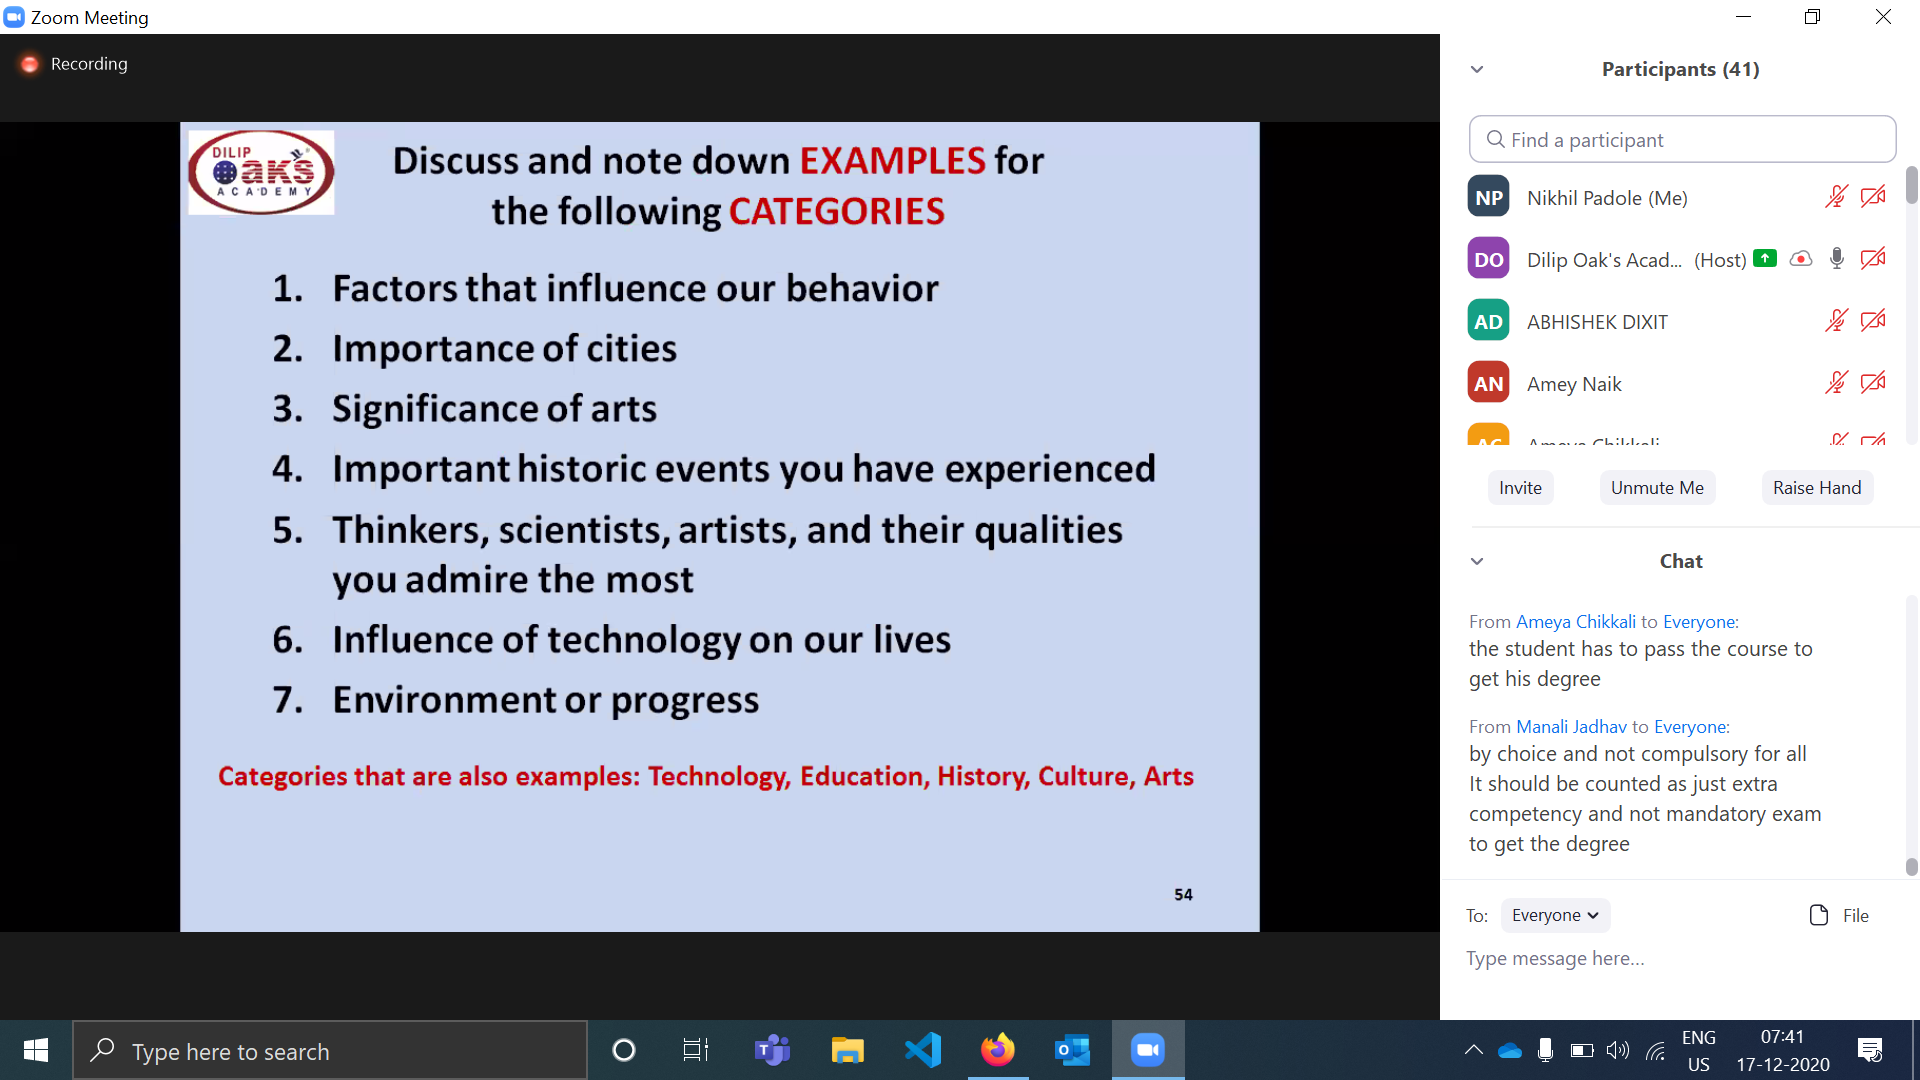 Zoom Meeting
Recording
DILIP
oaks
ACADEMY
Discuss and note down EXAMPLES for
the following CATEGORIES
1. Factors that influence our behavior
2. Importance of cities
3. Significance of arts
4. Important historic events you have experienced
5. Thinkers, scientists, artists, and their qualities
you admire the most
6. Influence of technology on our lives
7. Environment or progress
Categories that are also examples: Technology, Education, History, Culture, Arts
54
Participants (41)
Find a participant
NP Nikhil Padole (Me)
DO Dilip Oak's Acad... (Host)
AD ABHISHEK DIXIT
AN Amey Naik
AC Ameya Chikkali
Invite Unmute Me Raise Hand
Chat
From Ameya Chikkali to Everyone:
the student has to pass the course to
get his degree
From Manali Jadhav to Everyone:
by choice and not compulsory for all
It should be counted as just extra
competency and not mandatory exam
to get the degree
To: Everyone File
Type message here...
Type here to search
ENG
US
07:41
17-12-2020